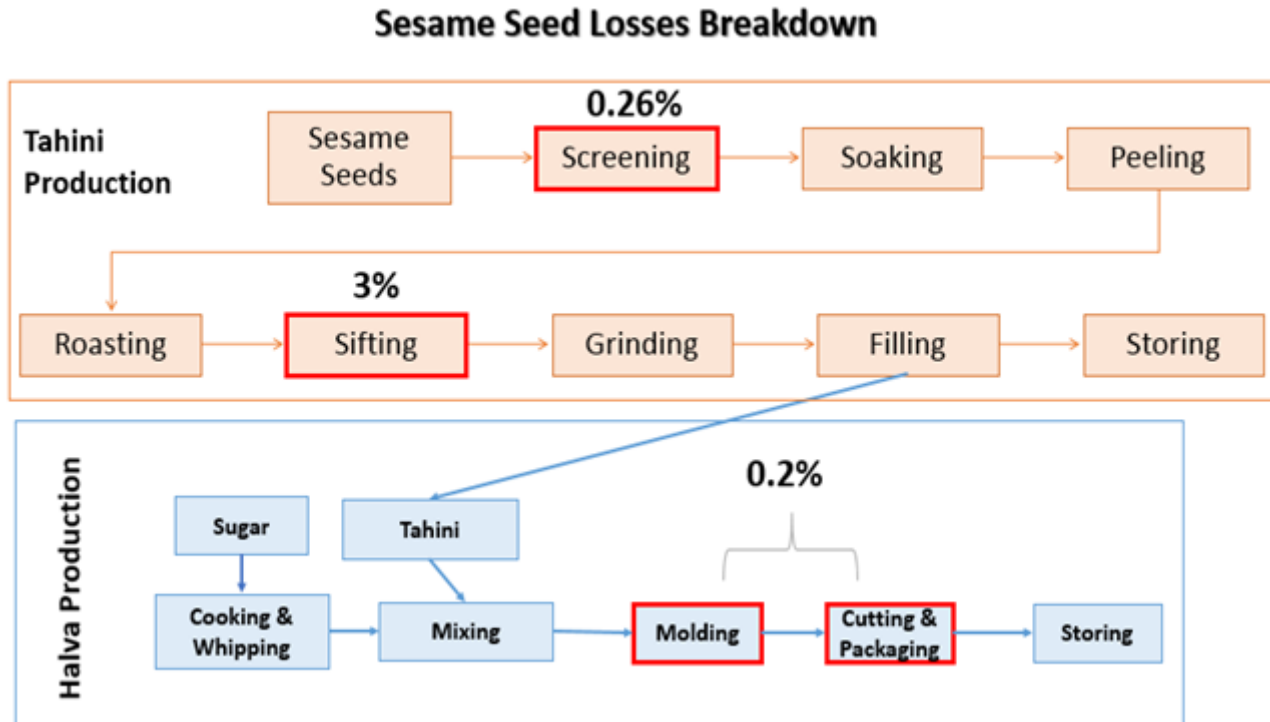 Sesame Seed Losses Breakdown
0.26%
Tahini
Production
Sesame
Seeds
Screening
Soaking
Peeling
3%
Roasting
Sifting
Grinding
Filling
Storing
Halva Production
0.2%
Sugar
Tahini
Cooking &
Whipping
Mixing
Molding
Cutting &
Packaging
Storing